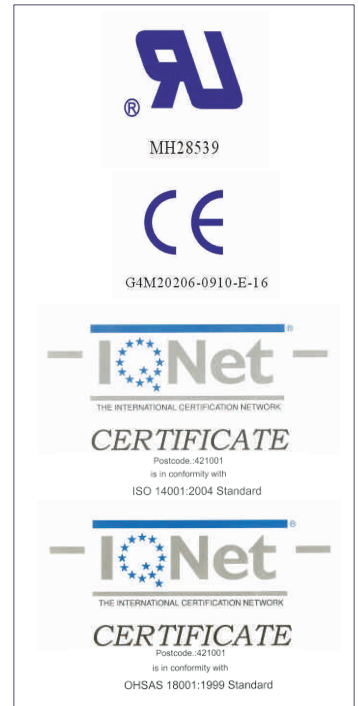 ®
MH28539
CE
G4M20206-0910-E-16
IQNet ®
THE INTERNATIONAL CERTIFICATION NETWORK
CERTIFICATE
Postcode.:421001
is in conformity with
ISO 14001:2004 Standard
IQNet ®
THE INTERNATIONAL CERTIFICATION NETWORK
CERTIFICATE
Postcode.:421001
is in conformity with
OHSAS 18001:1999 Standard